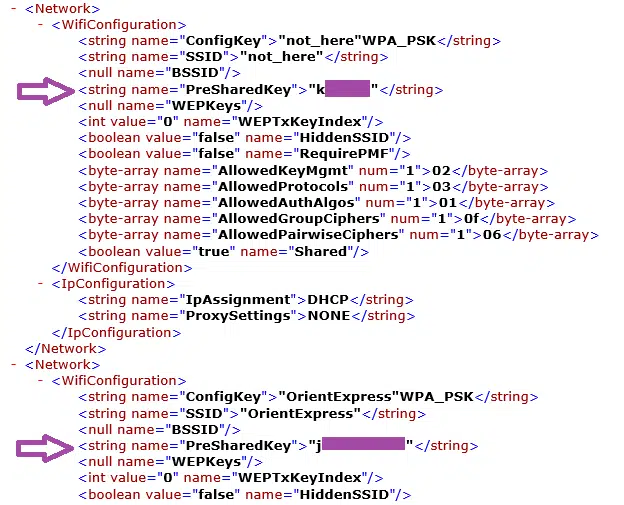 - <Network>
- <WifiConfiguration>
<string name="ConfigKey">"not_here"WPA_PSK</string>
<string name="SSID">"not_here"</string>
<null name="BSSID"/>
<string name="PreSharedKey">"k"</string>
<null name="WEPKeys"/>
<int value="0" name="WEPTxKeyIndex"/>
<boolean value="false" name="HiddenSSID"/>
<boolean value="false" name="RequirePMF"/>
<byte-array name="AllowedKeyMgmt" num="1">02</byte-array>
<byte-array name="AllowedProtocols" num="1">03</byte-array>
<byte-array name="AllowedAuthAlgos" num="1">01</byte-array>
<byte-array name="AllowedGroupCiphers" num="1">0f</byte-array>
<byte-array name="AllowedPairwiseCiphers" num="1">06</byte-array>
<boolean value="true" name="Shared"/>
</WifiConfiguration>
- <IpConfiguration>
<string name="IpAssignment">DHCP</string>
<string name="ProxySettings">NONE</string>
</IpConfiguration>
</Network>
- <Network>
- <WifiConfiguration>
<string name="ConfigKey">"OrientExpress"WPA_PSK</string>
<string name="SSID">"OrientExpress"</string>
<null name="BSSID"/>
<string name="PreSharedKey">"j"</string>
<null name="WEPKeys"/>
<int value="0" name="WEPTxKeyIndex"/>
<boolean value="false" name="HiddenSSID"/>